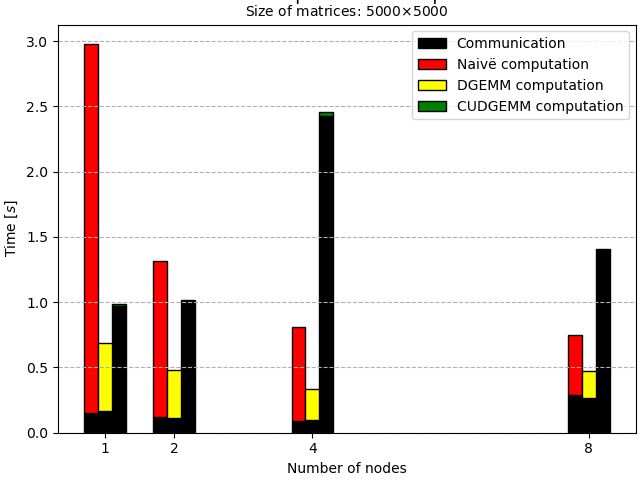 Size of matrices: 5000×5000
3.0
2.5
2.0
1.5
1.0
0.5
0.0
Time [s]
Communication
Naivë computation
DGEMM computation
CUDGEMM computation
1 2 4 8
Number of nodes